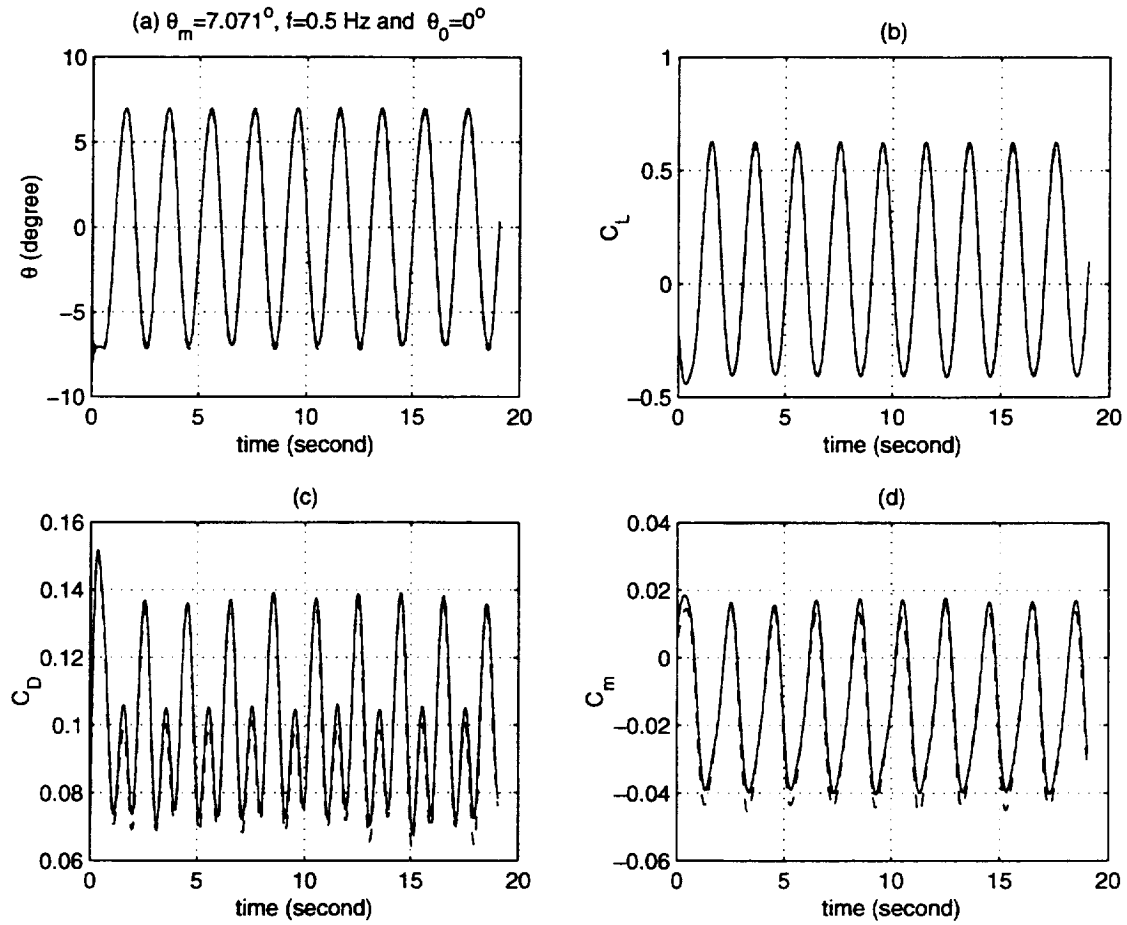 (a) θm=7.071°, f=0.5 Hz and θ0=0°
10
5
0
−5
−10
θ (degree)
0 5 10 15 20
time (second)
(b)
1
0.5
0
−0.5
CL
0 5 10 15 20
time (second)
(c)
0.16
0.14
0.12
0.1
0.08
0.06
CD
0 5 10 15 20
time (second)
(d)
0.04
0.02
0
−0.02
−0.04
−0.06
Cm
0 5 10 15 20
time (second)